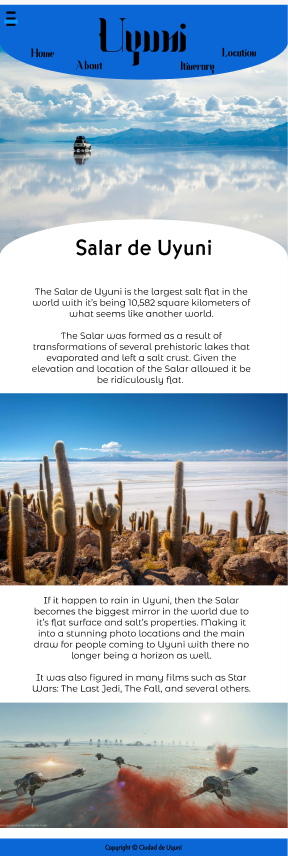 Uyuni
Home
Location
About
Itinerary
Salar de Uyuni
The Salar de Uyuni is the largest salt flat in the
world with it's being 10,582 square kilometers of
what seems like another world.
The Salar was formed as a result of
transformations of several prehistoric lakes that
evaporated and left a salt crust. Given the
elevation and location of the Salar allowed it be
be ridiculously flat.
If it happen to rain in Uyuni, then the Salar
becomes the biggest mirror in the world due to
it's flat surface and salt's properties. Making it
into a stunning photo locations and the main
draw for people coming to Uyuni with there no
longer being a horizon as well.
It was also figured in many films such as Star
Wars: The Last Jedi, The Fall, and several others.
Copyright © Ciudad de Uyuni